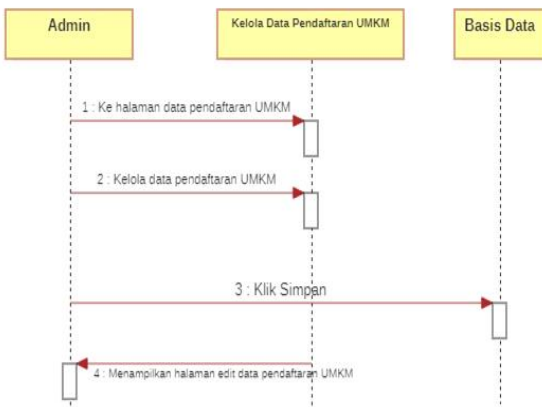 Admin
Kelola Data Pendaftaran UMKM
Basis Data
1 : Ke halaman data pendaftaran UMKM
2 : Kelola data pendaftaran UMKM
3 : Klik Simpan
4 : Menampilkan halaman edit data pendaftaran UMKM